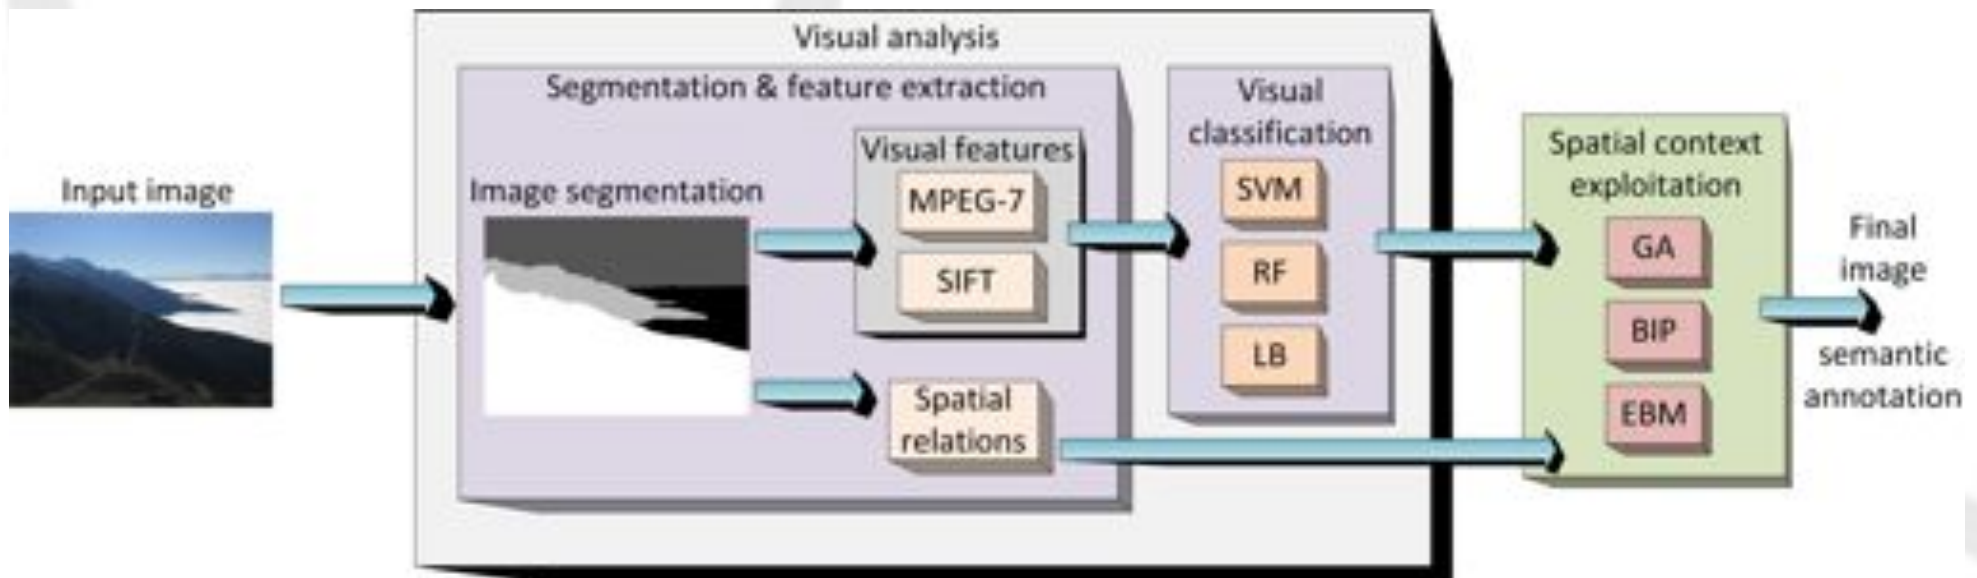 Visual analysis
Segmentation & feature extraction
Visual
classification
Visual features
MPEG-7
SIFT
Input image
Image segmentation
Spatial
relations
SVM
RF
LB
Spatial context
exploitation
GA
BIP
EBM
Final
image
semantic
annotation